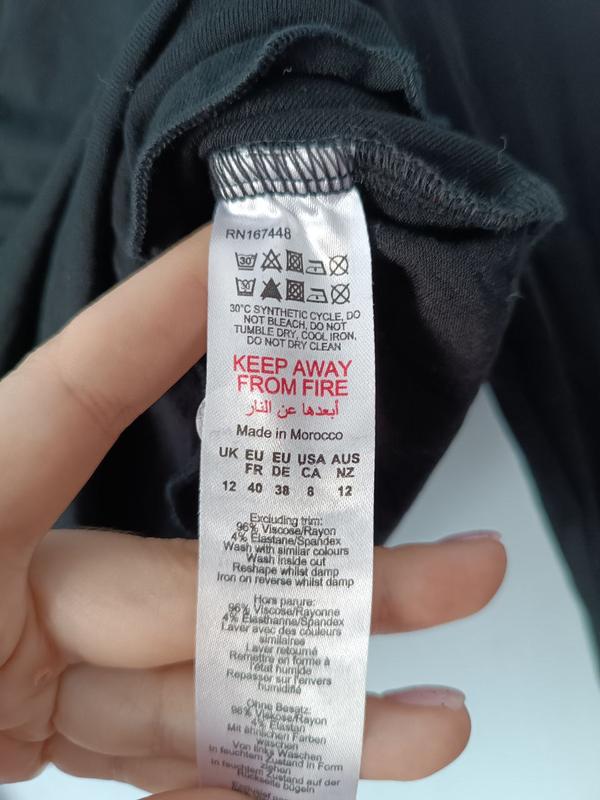 RN167448
30
30°C SYNTHETIC CYCLE, DO
NOT BLEACH, DO NOT
TUMBLE DRY, COOL IRON,
DO NOT DRY CLEAN
KEEP AWAY
FROM FIRE
أبعدها عن النار
Made in Morocco
UK EU EU USA AUS
FR DE CA NZ
12 40 38 8 12
Excluding trim:
96% Viscose/Rayon
4% Elastane/Spandex
Wash with similar colours
Wash inside out
Reshape whilst damp
Iron on reverse whilst damp
Hors parure:
96% Viscose/Rayonne
4% Élasthanne/Spandex
Laver avec des couleurs
similaires
Laver retourné
Remettre en forme à
l'état humide
Repasser sur l'envers
humidifié
Ohne Besatz:
96% Viscose/Rayon
4% Elastan
Mit ähnlichen Farben
waschen
Von links Waschen
In feuchtem Zustand in Form
ziehen
In feuchtem Zustand auf der
Rückseite bügeln